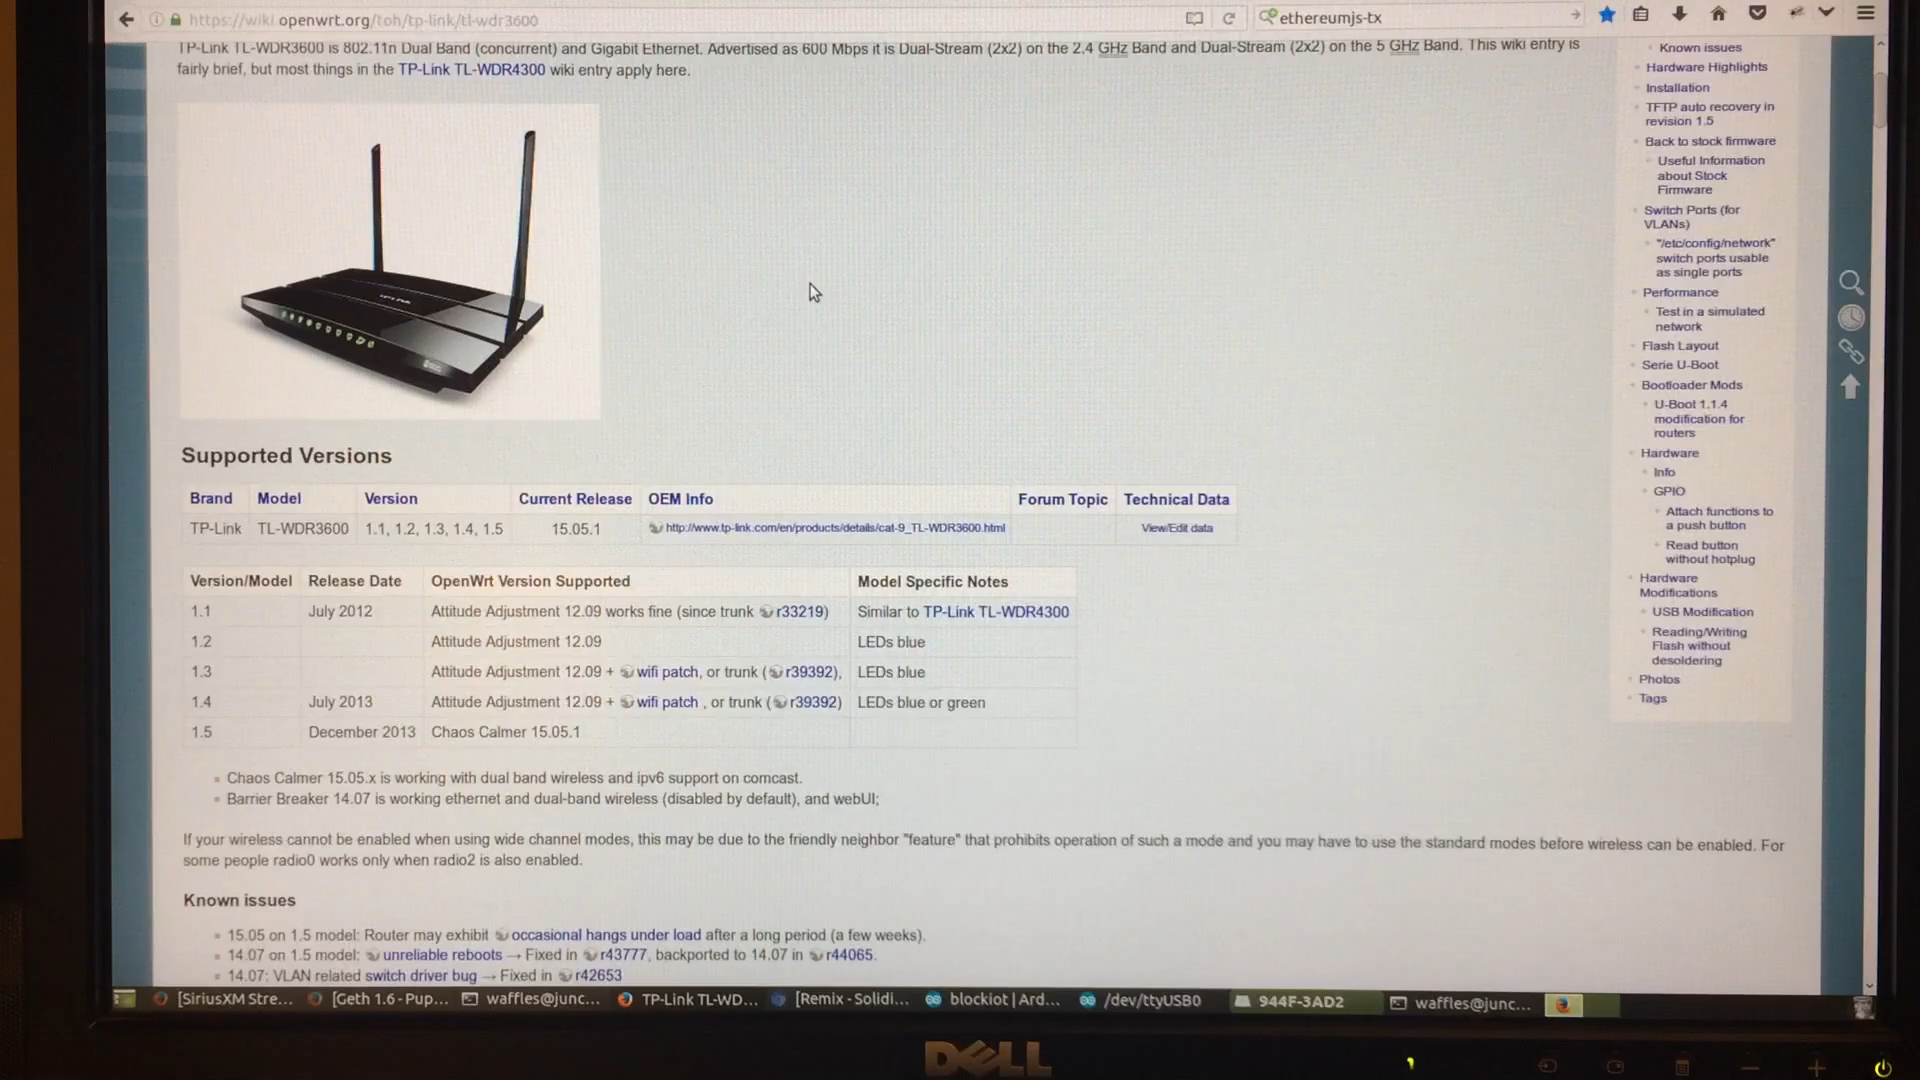 https://wiki.openwrt.org/toh/tp-link/tl-wdr3600
ethereumjs-tx
TP-Link TL-WDR3600 is 802.11n Dual Band (concurrent) and Gigabit Ethernet. Advertised as 600 Mbps it is Dual-Stream (2x2) on the 2.4 GHz Band and Dual-Stream (2x2) on the 5 GHz Band. This wiki entry is
fairly brief, but most things in the TP-Link TL-WDR4300 wiki entry apply here.
Supported Versions
Brand Model Version Current Release OEM Info Forum Topic Technical Data
TP-Link TL-WDR3600 1.1, 1.2, 1.3, 1.4, 1.5 15.05.1 http://www.tp-link.com/en/products/details/cat-9_TL-WDR3600.html View/Edit data
Version/Model Release Date OpenWrt Version Supported Model Specific Notes
1.1 July 2012 Attitude Adjustment 12.09 works fine (since trunk r33219) Similar to TP-Link TL-WDR4300
1.2 Attitude Adjustment 12.09 LEDs blue
1.3 Attitude Adjustment 12.09 + wifi patch, or trunk (r39392), LEDs blue
1.4 July 2013 Attitude Adjustment 12.09 + wifi patch , or trunk (r39392) LEDs blue or green
1.5 December 2013 Chaos Calmer 15.05.1
Chaos Calmer 15.05.x is working with dual band wireless and ipv6 support on comcast.
Barrier Breaker 14.07 is working ethernet and dual-band wireless (disabled by default), and webUI;
If your wireless cannot be enabled when using wide channel modes, this may be due to the friendly neighbor "feature" that prohibits operation of such a mode and you may have to use the standard modes before wireless can be enabled. For
some people radio0 works only when radio2 is also enabled.
Known issues
15.05 on 1.5 model: Router may exhibit occasional hangs under load after a long period (a few weeks).
14.07 on 1.5 model: unreliable reboots → Fixed in r43777, backported to 14.07 in r44065.
14.07: VLAN related switch driver bug → Fixed in r42653
Known issues
Hardware Highlights
Installation
TFTP auto recovery in
revision 1.5
Back to stock firmware
Useful Information
about Stock
Firmware
Switch Ports (for
VLANs)
"/etc/config/network"
switch ports usable
as single ports
Performance
Test in a simulated
network
Flash Layout
Serie U-Boot
Bootloader Mods
U-Boot 1.1.4
modification for
routers
Hardware
Info
GPIO
Attach functions to
a push button
Read button
without hotplug
Hardware
Modifications
USB Modification
Reading/Writing
Flash without
desoldering
Photos
Tags
[SiriusXM Stre... [Geth 1.6 - Pup... waffles@junc... TP-Link TL-WD... [Remix - Solidi... blockiot | Ard... /dev/ttyUSB0 944F-3AD2 waffles@junc...
DELL